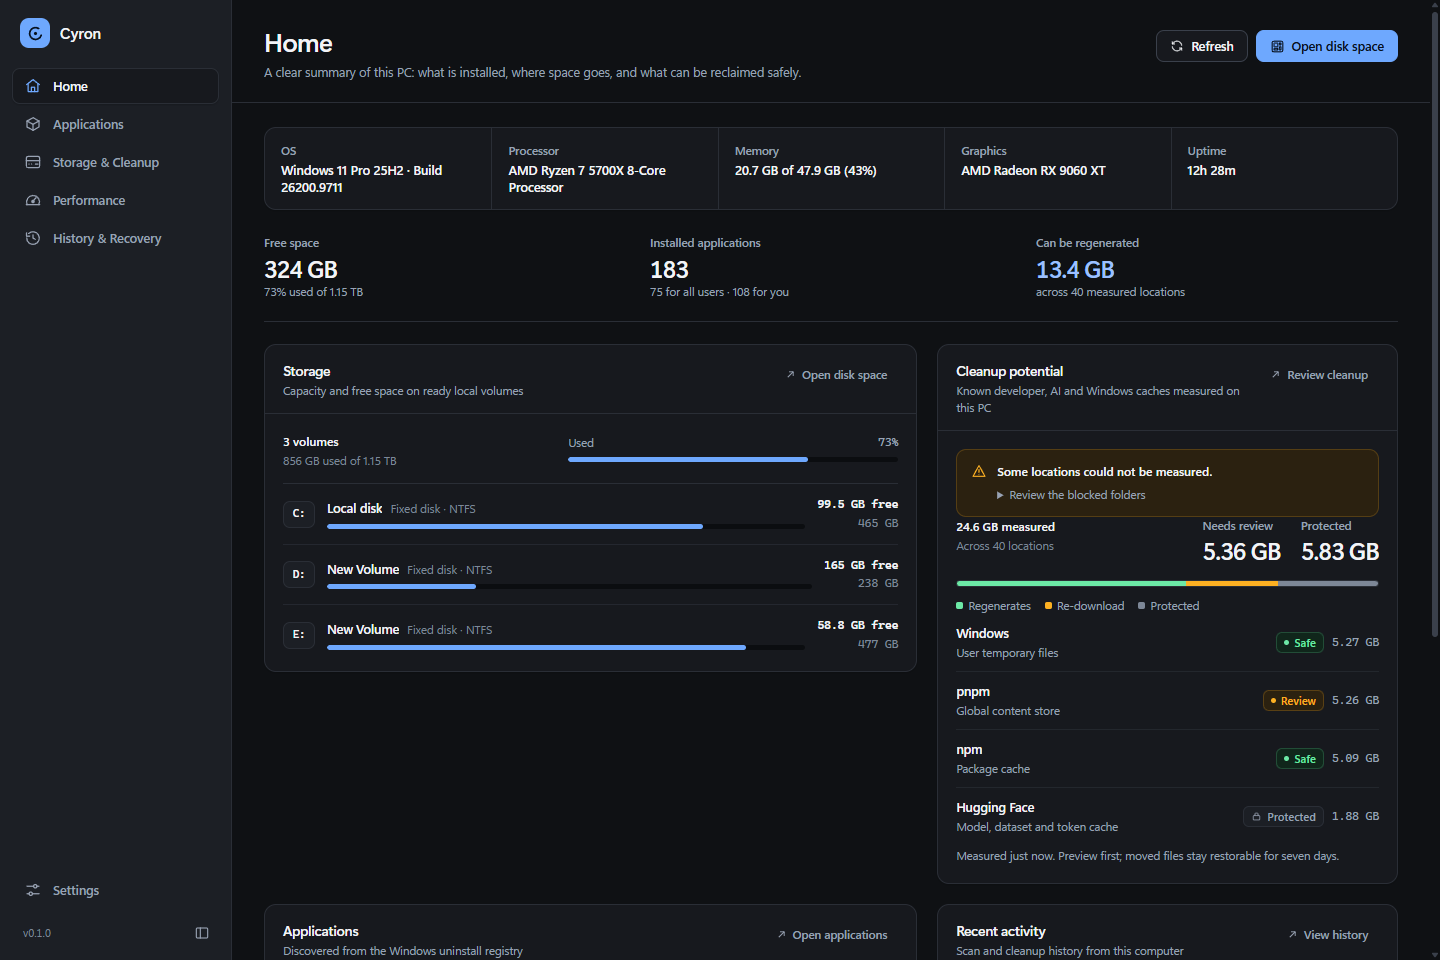 Cyron
Home
Applications
Storage & Cleanup
Performance
History & Recovery
Settings
v0.1.0
Home
A clear summary of this PC: what is installed, where space goes, and what can be reclaimed safely.
Refresh
Open disk space
OS
Windows 11 Pro 25H2 · Build
26200.9711
Processor
AMD Ryzen 7 5700X 8-Core
Processor
Memory
20.7 GB of 47.9 GB (43%)
Graphics
AMD Radeon RX 9060 XT
Uptime
12h 28m
Free space
324 GB
73% used of 1.15 TB
Installed applications
183
75 for all users · 108 for you
Can be regenerated
13.4 GB
across 40 measured locations
Storage
Capacity and free space on ready local volumes
Open disk space
3 volumes
856 GB used of 1.15 TB
Used
73%
C:
Local disk Fixed disk · NTFS
99.5 GB free
465 GB
D:
New Volume Fixed disk · NTFS
165 GB free
238 GB
E:
New Volume Fixed disk · NTFS
58.8 GB free
477 GB
Cleanup potential
Known developer, AI and Windows caches measured on
this PC
Review cleanup
Some locations could not be measured.
Review the blocked folders
24.6 GB measured
Across 40 locations
Needs review
5.36 GB
Protected
5.83 GB
Regenerates
Re-download
Protected
Windows
User temporary files
Safe
5.27 GB
pnpm
Global content store
Review
5.26 GB
npm
Package cache
Safe
5.09 GB
Hugging Face
Model, dataset and token cache
Protected
1.88 GB
Measured just now. Preview first; moved files stay restorable for seven days.
Applications
Discovered from the Windows uninstall registry
Open applications
Recent activity
Scan and cleanup history from this computer
View history